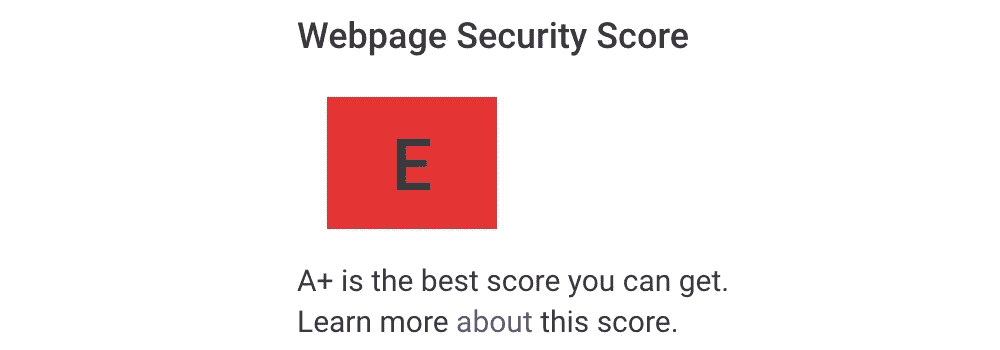 Webpage Security Score
E
A+ is the best score you can get.
Learn more about this score.